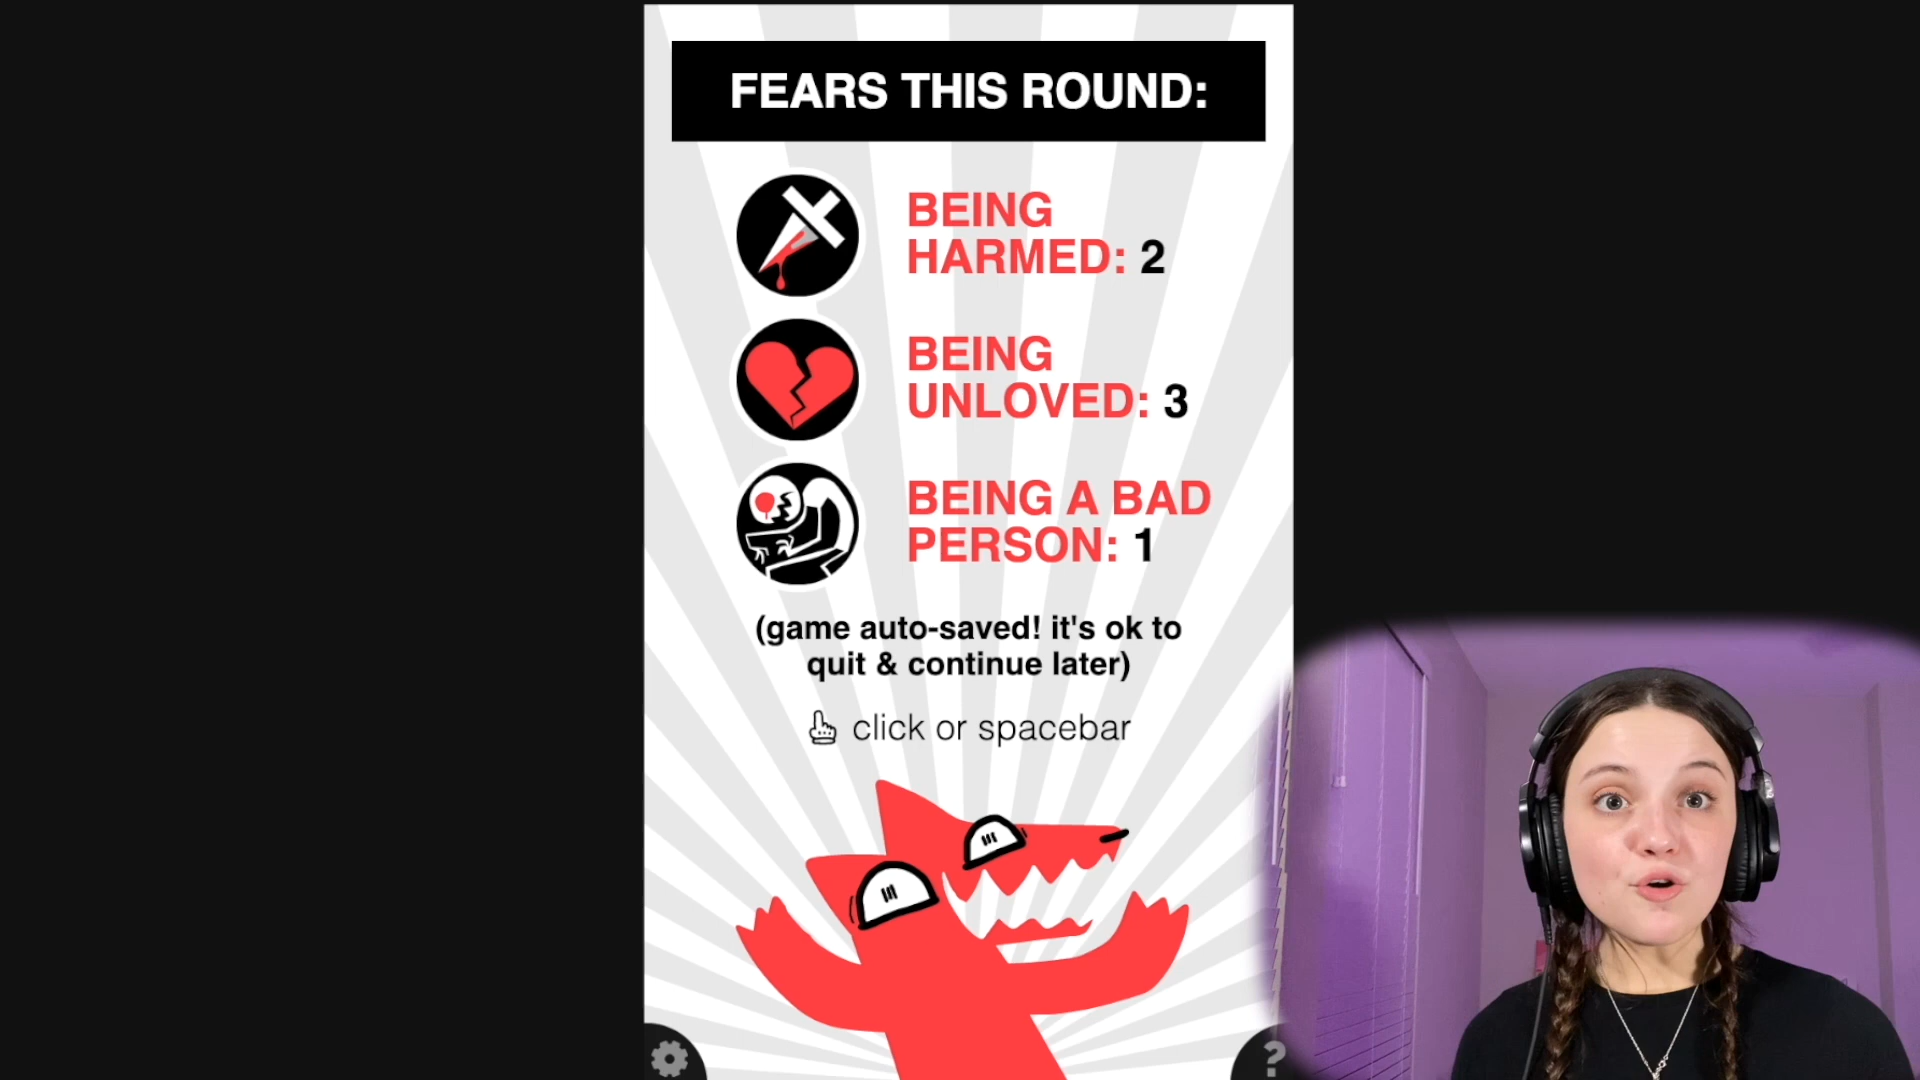 FEARS THIS ROUND:
BEING
HARMED: 2
BEING
UNLOVED: 3
BEING A BAD
PERSON: 1
(game auto-saved! it's ok to
quit & continue later)
click or spacebar
?